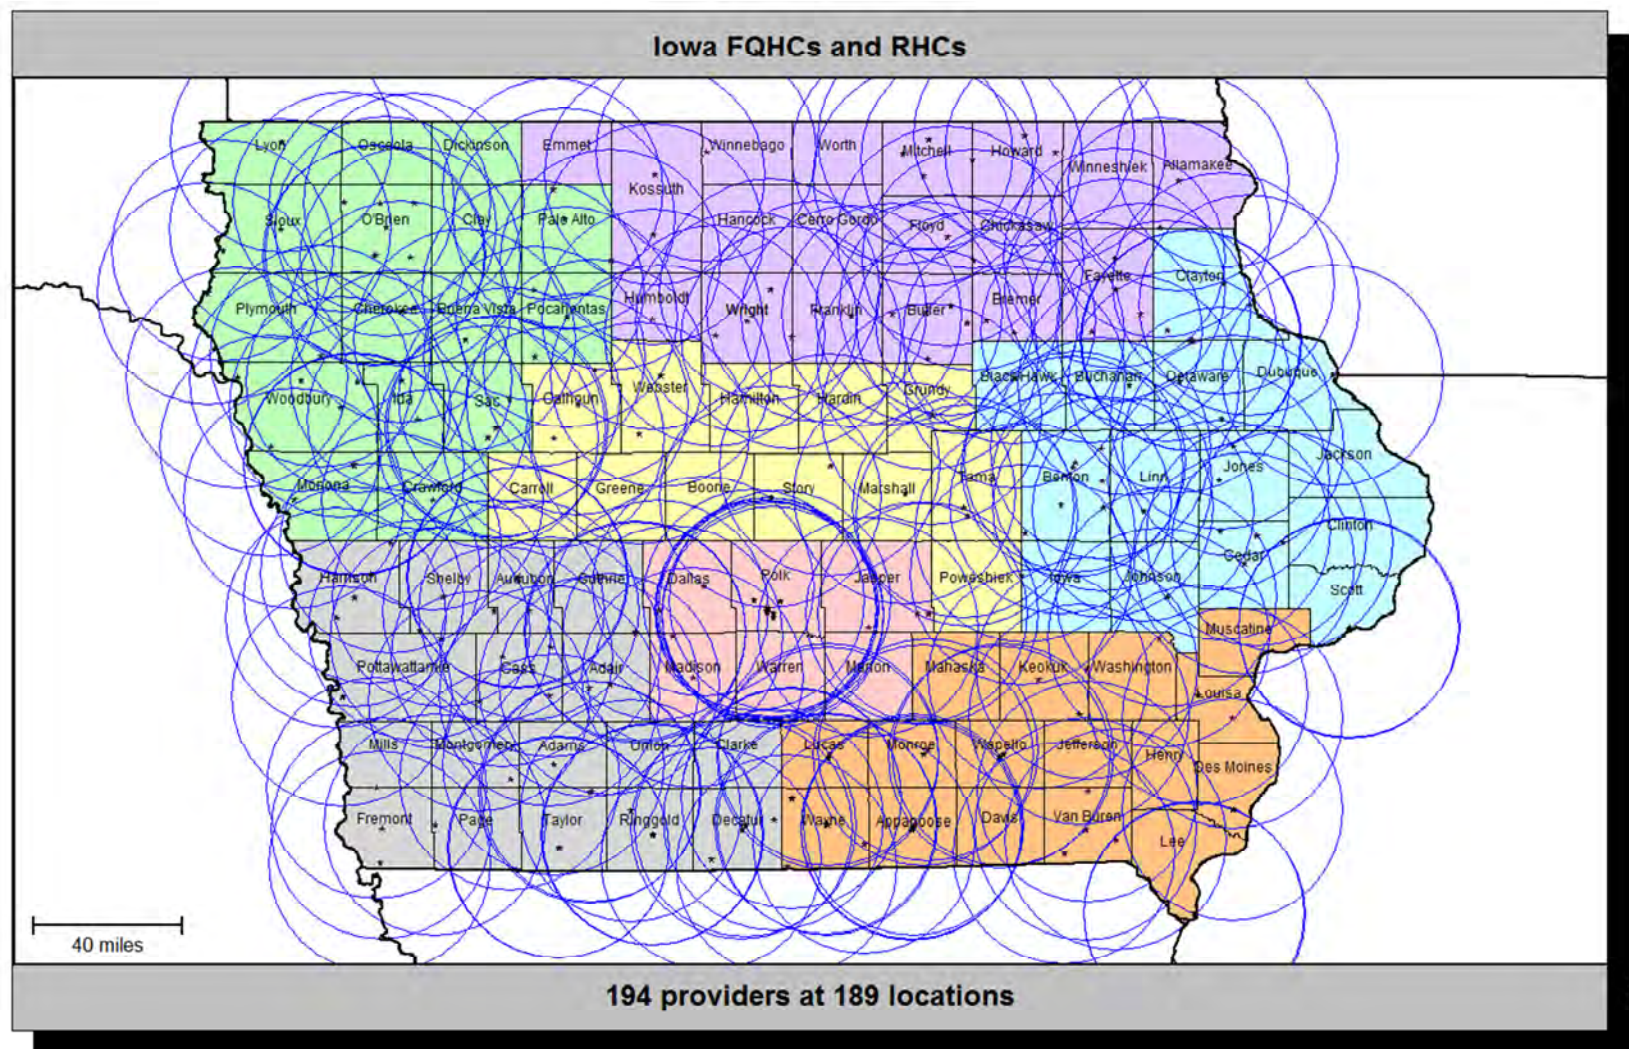 Iowa FQHCs and RHCs
Lyon Osceola Dickinson Emmet Winnebago Worth Mitchell Howard Winneshiek Allamakee
Kossuth
Sioux O'Brien Clay Palo Alto Hancock Cerro Gordo Floyd Chickasaw
Fayette Clayton
Plymouth Cherokee Buena Vista Pocahontas Humboldt Wright Franklin Butler Bremer
Woodbury Ida Sac Calhoun Webster Hamilton Hardin Grundy Black Hawk Buchanan Delaware Dubuque
Monona Crawford Carroll Greene Boone Story Marshall Tama Benton Linn Jones Jackson
Clinton
Cedar
Harrison Shelby Audubon Guthrie Dallas Polk Jasper Poweshiek Iowa Johnson Scott
Muscatine
Pottawattamie Cass Adair Madison Warren Marion Mahaska Keokuk Washington
Louisa
Mills Montgomery Adams Union Clarke Lucas Monroe Wapello Jefferson Henry Des Moines
Fremont Page Taylor Ringgold Decatur Wayne Appanoose Davis Van Buren Lee
40 miles
194 providers at 189 locations